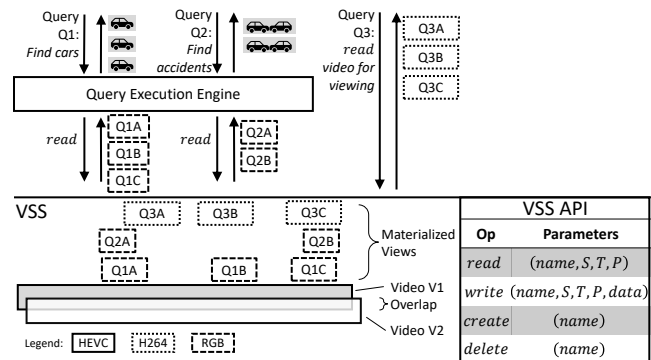 Query
Q1:
Find cars
Query
Q2:
Find
accidents
Query
Q3:
read
video for
viewing
Q3A
Q3B
Q3C
Query Execution Engine
read
Q1A
Q1B
Q1C
read
Q2A
Q2B
VSS
Q3A
Q3B
Q3C
Q2A
Q2B
Q1A
Q1B
Q1C
Materialized
Views
Video V1
Overlap
Video V2
Legend:
HEVC
H264
RGB
VSS API
Op Parameters
read (name, S, T, P)
write (name, S, T, P, data)
create (name)
delete (name)